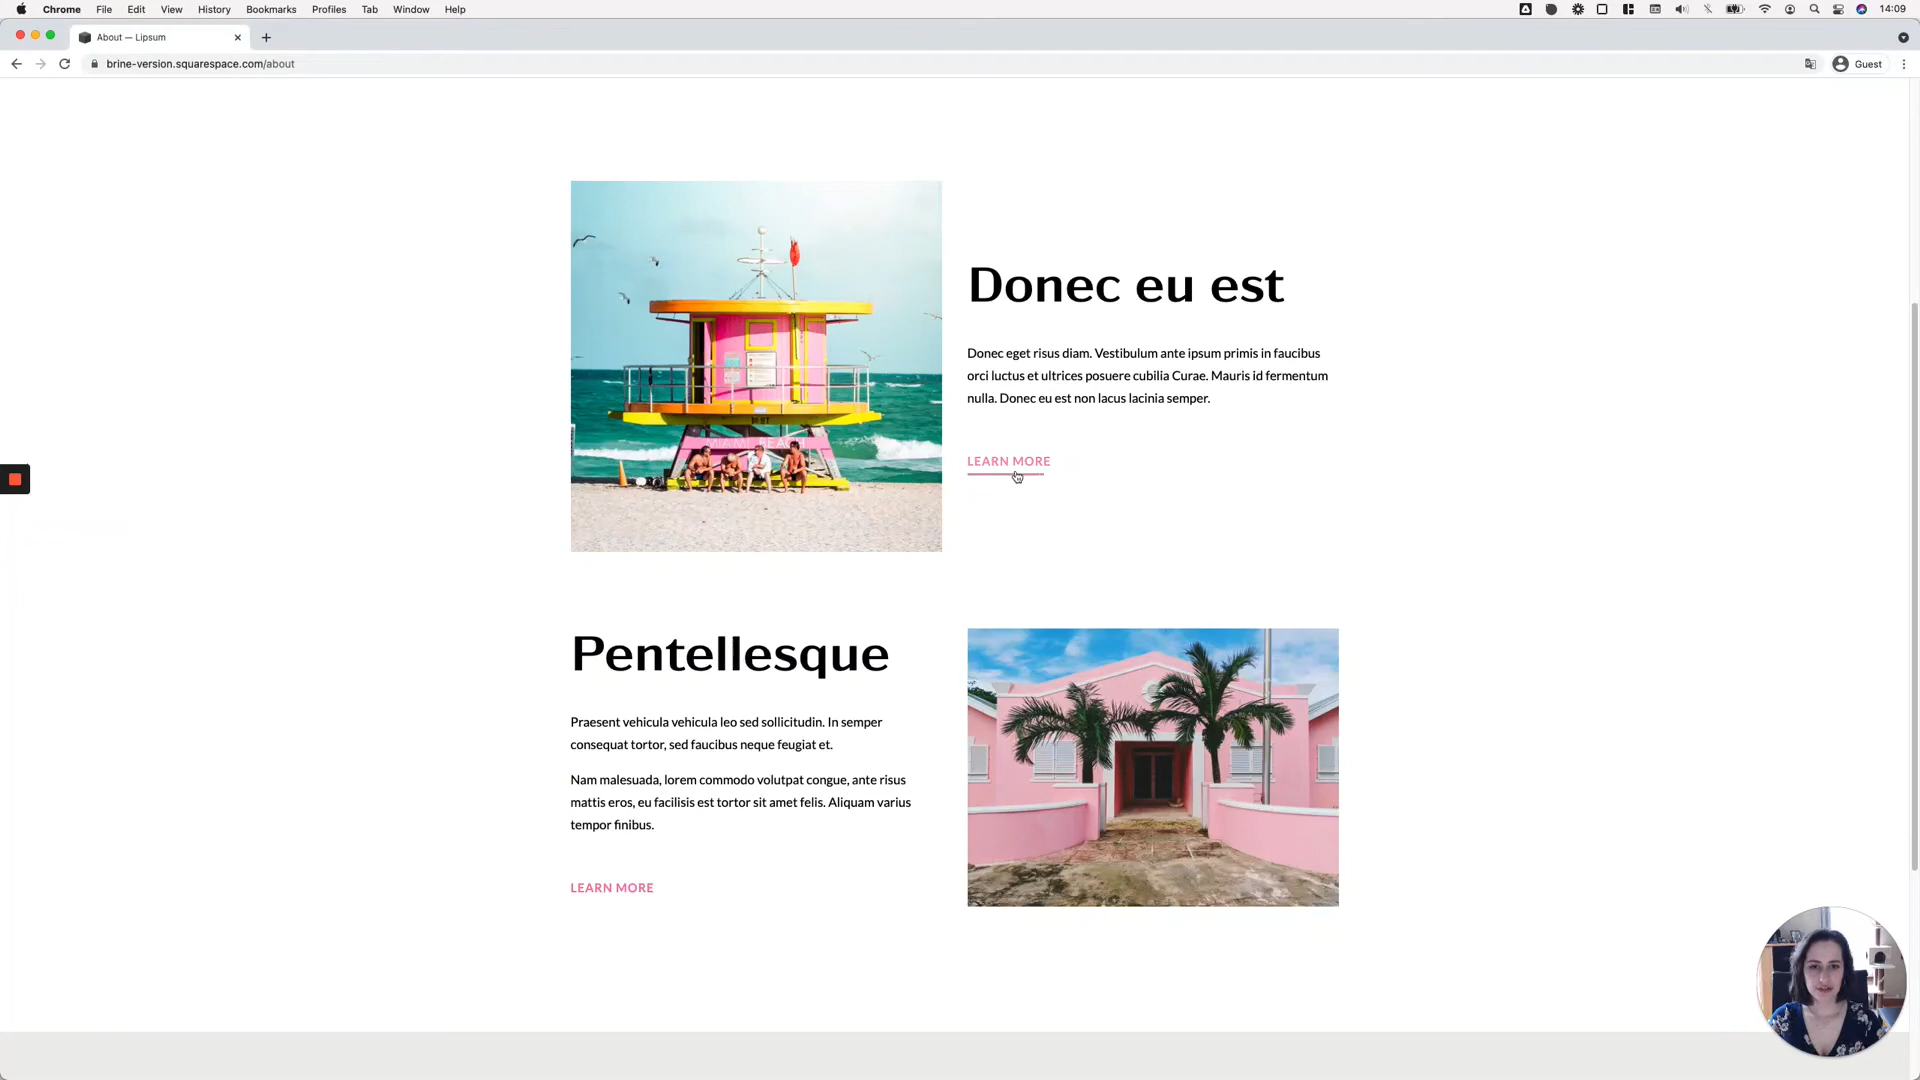 Chrome File Edit View History Bookmarks Profiles Tab Window Help 14:09
About — Lipsum
brine-version.squarespace.com/about Guest
MIAMI BEACH
Donec eu est
Donec eget risus diam. Vestibulum ante ipsum primis in faucibus
orci luctus et ultrices posuere cubilia Curae. Mauris id fermentum
nulla. Donec eu est non lacus lacinia semper.
LEARN MORE
Pentellesque
Praesent vehicula vehicula leo sed sollicitudin. In semper
consequat tortor, sed faucibus neque feugiat et.
Nam malesuada, lorem commodo volutpat congue, ante risus
mattis eros, eu facilisis est tortor sit amet felis. Aliquam varius
tempor finibus.
LEARN MORE